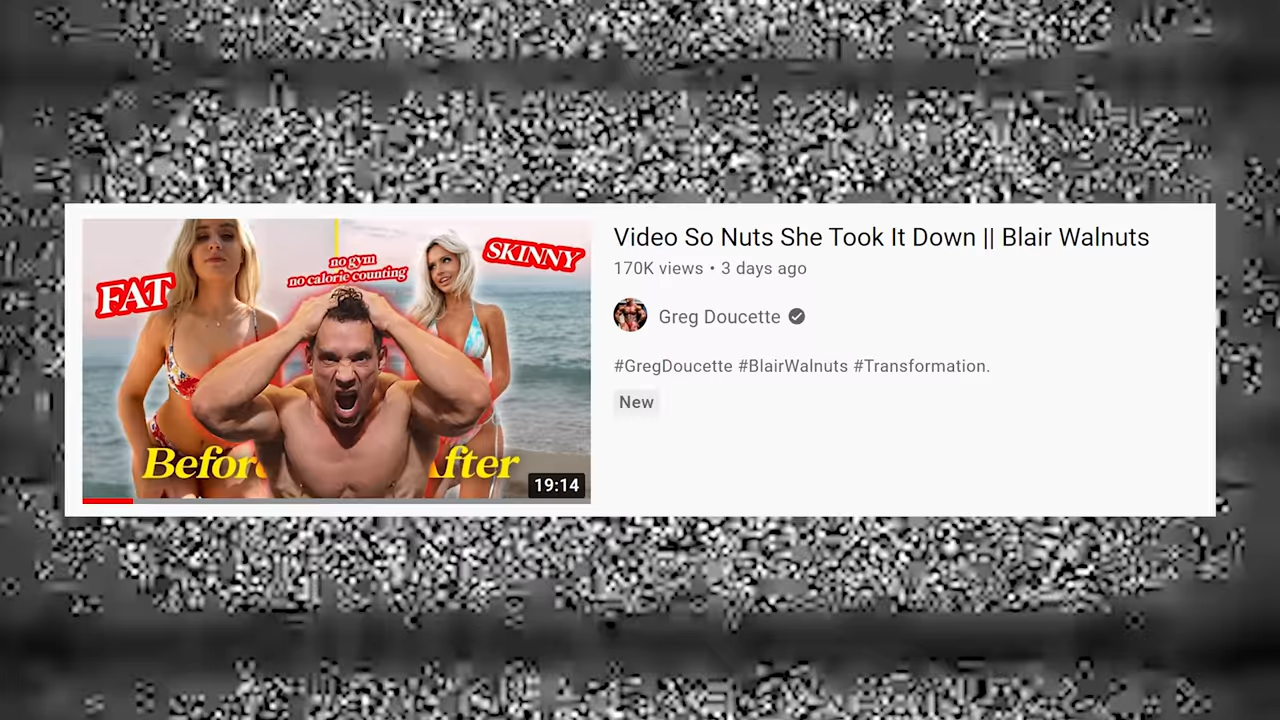 FAT
no gym
no calorie counting
SKINNY
Before
After
19:14
Video So Nuts She Took It Down || Blair Walnuts
170K views • 3 days ago
Greg Doucette
#GregDoucette #BlairWalnuts #Transformation.
New